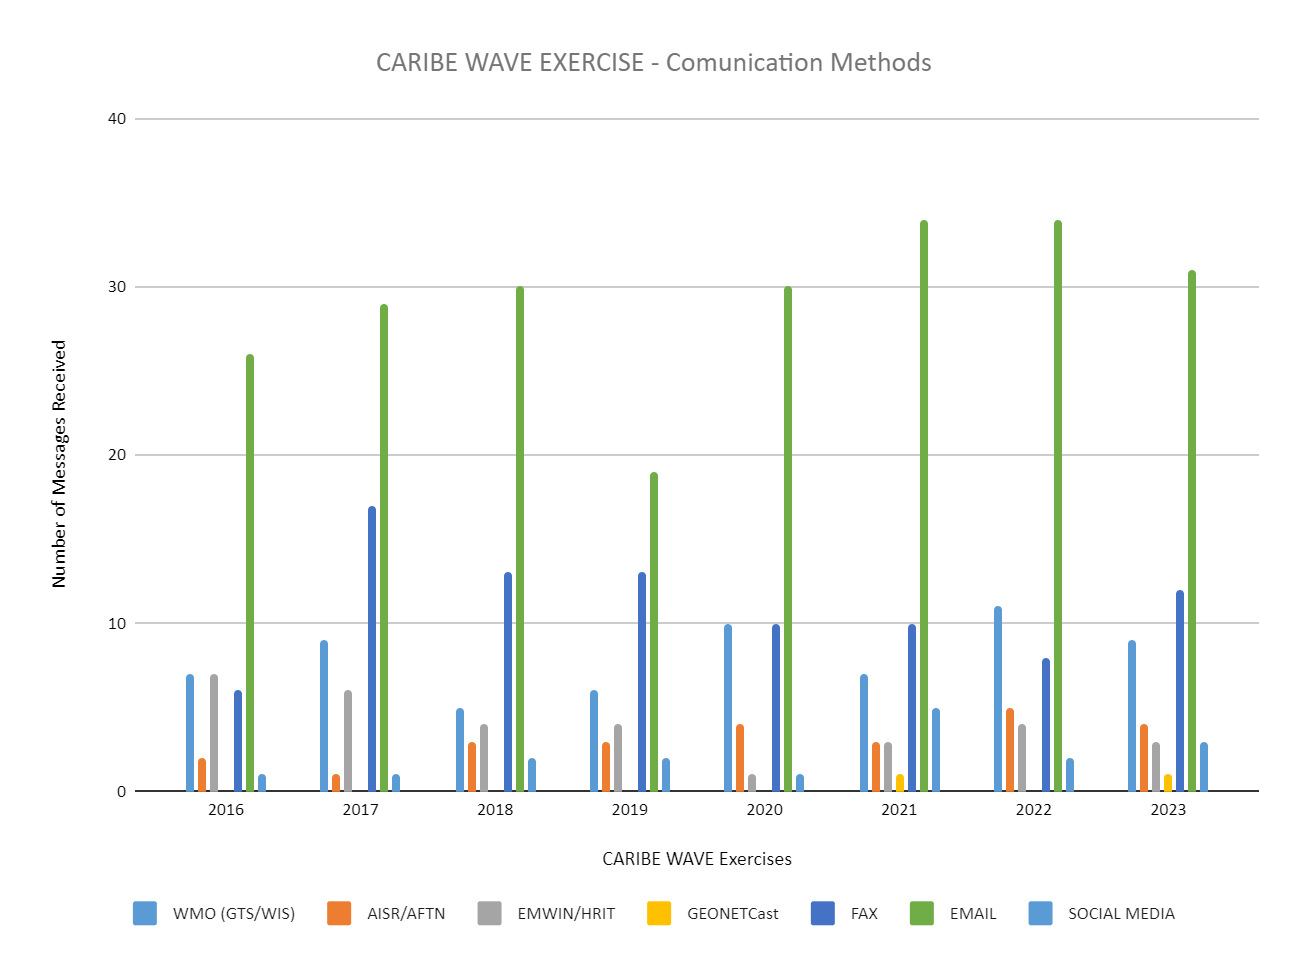 CARIBE WAVE EXERCISE - Comunication Methods
40
30
20
10
0
Number of Messages Received
2016 2017 2018 2019 2020 2021 2022 2023
CARIBE WAVE Exercises
WMO (GTS/WIS) AISR/AFTN EMWIN/HRIT GEONETCast FAX EMAIL SOCIAL MEDIA